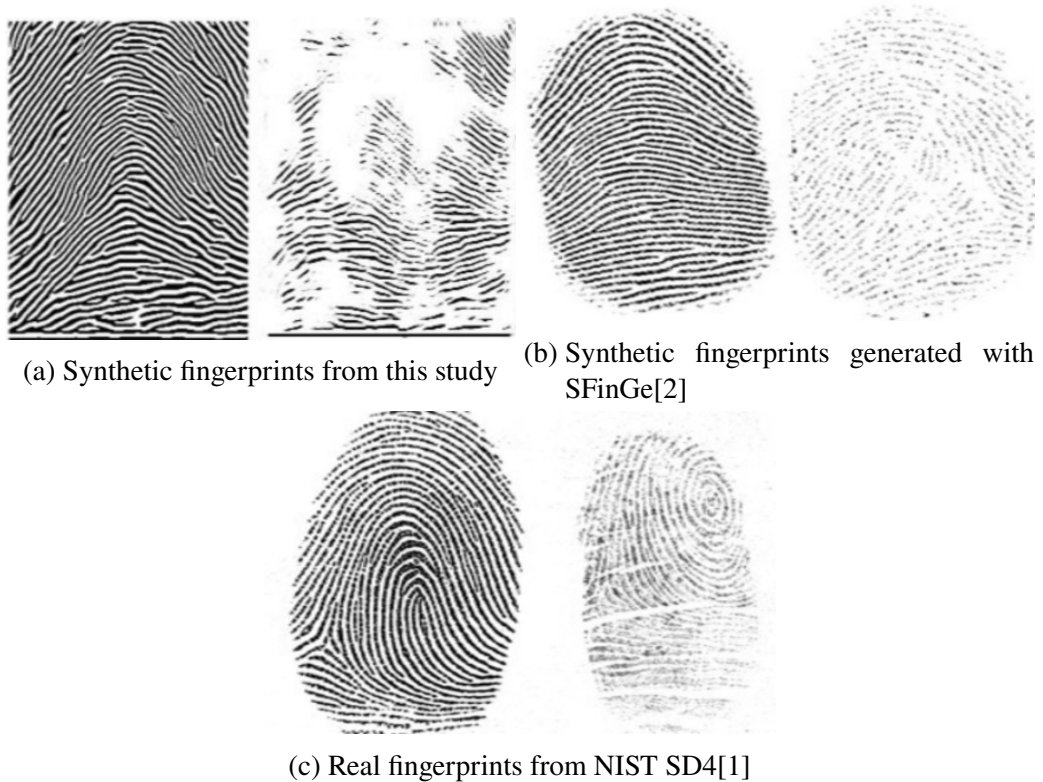 (a) Synthetic fingerprints from this study
(b) Synthetic fingerprints generated with
SFinGe[2]
(c) Real fingerprints from NIST SD4[1]